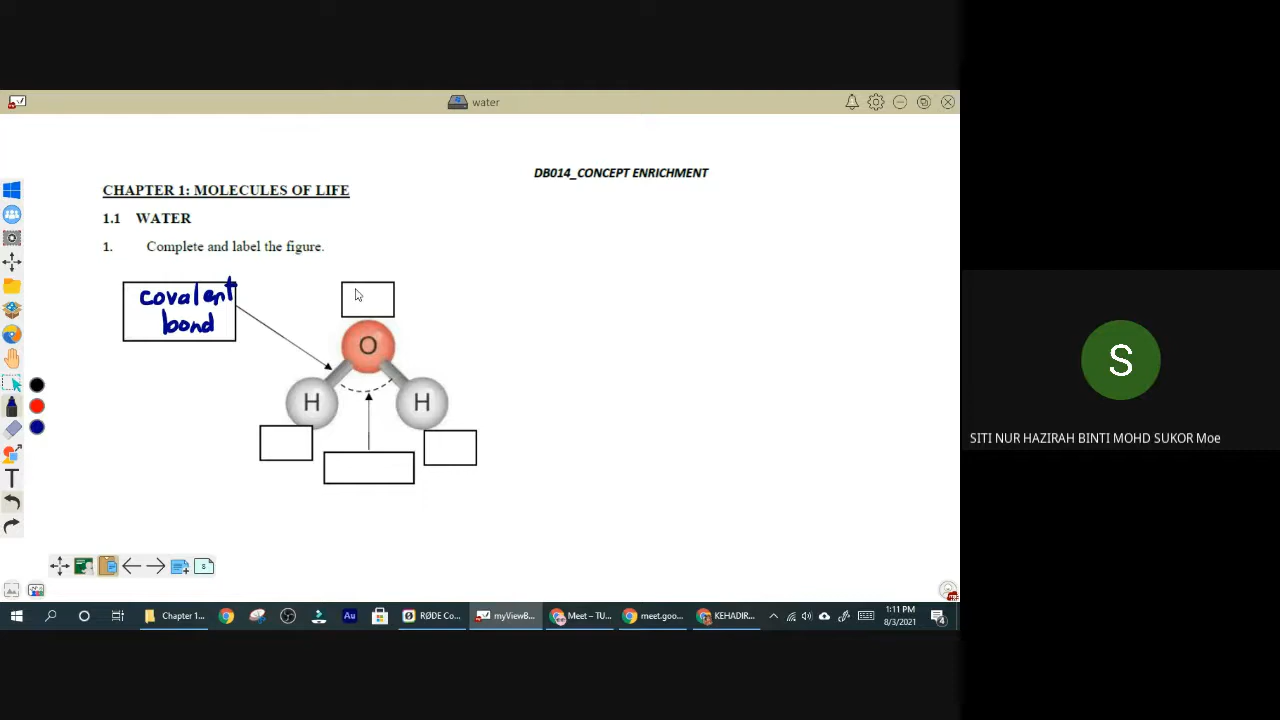 water
DB014_CONCEPT ENRICHMENT
CHAPTER 1: MOLECULES OF LIFE
1.1 WATER
1. Complete and label the figure.
covalent
bond
O
H
H
T
S
SITI NUR HAZIRAH BINTI MOHD SUKOR Moe
Chapter 1...
Au
RØDE Co...
myViewB...
Meet – TU...
meet.goo...
KEHADIR...
1:11 PM
8/3/2021
4